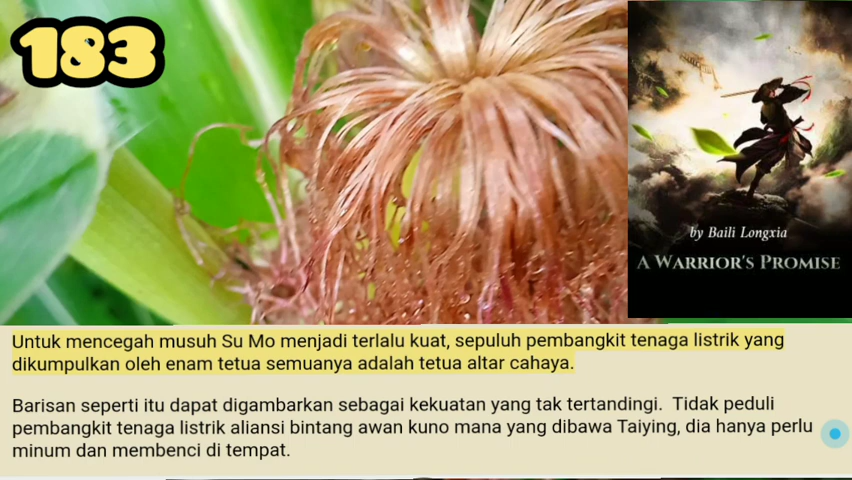 183
by Baili Longxia
A WARRIOR'S PROMISE
Untuk mencegah musuh Su Mo menjadi terlalu kuat, sepuluh pembangkit tenaga listrik yang
dikumpulkan oleh enam tetua semuanya adalah tetua altar cahaya.
Barisan seperti itu dapat digambarkan sebagai kekuatan yang tak tertandingi. Tidak peduli
pembangkit tenaga listrik aliansi bintang awan kuno mana yang dibawa Taiying, dia hanya perlu
minum dan membenci di tempat.